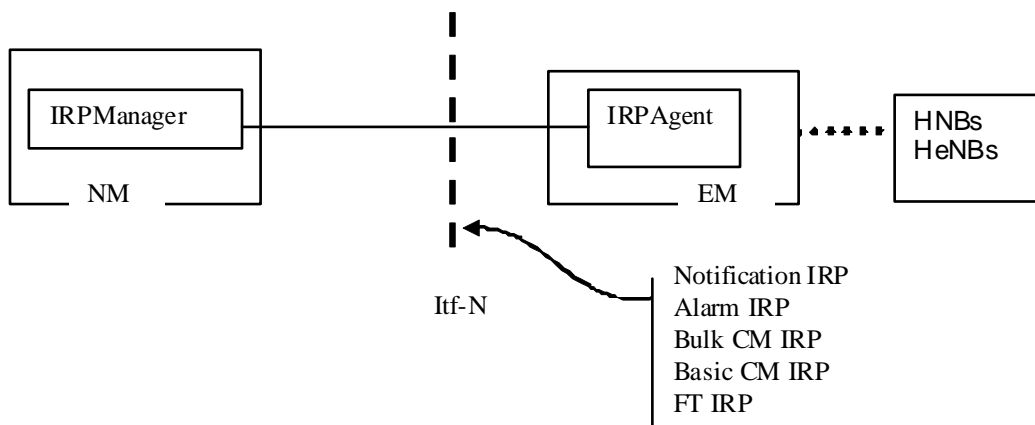 IRPManager
NM
IRPAgent
EM
HNBs
HeNBs
Itf-N
Notification IRP
Alarm IRP
Bulk CM IRP
Basic CM IRP
FT IRP